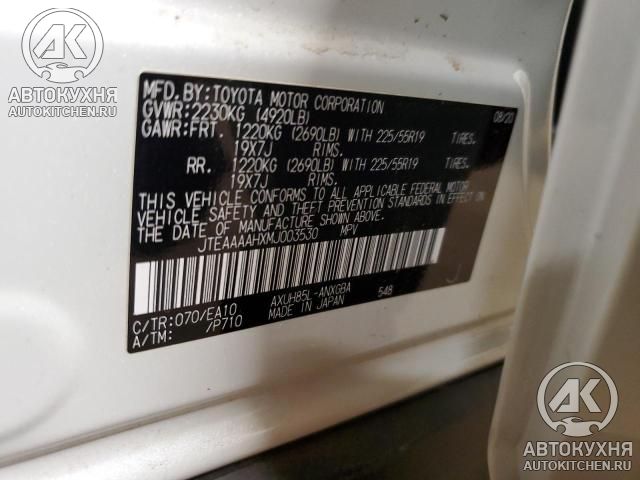 AK
АВТОКУХНЯ
AUTOKITCHEN.RU
MFD. BY: TOYOTA MOTOR CORPORATION 08/20
GVWR: 2230KG (4920LB)
GAWR: FRT. 1220KG (2690LB) WITH 225/55R19 TIRES.
19X7J RIMS.
RR. 1220KG (2690LB) WITH 225/55R19 TIRES.
19X7J RIMS.
THIS VEHICLE CONFORMS TO ALL APPLICABLE FEDERAL MOTOR
VEHICLE SAFETY AND THEFT PREVENTION STANDARDS IN EFFECT ON
THE DATE OF MANUFACTURE SHOWN ABOVE.
JTEAAAAHXMJ003530 MPV
C/TR: 070/EA10 AXUH85L-ANXGBA 548
A/TM: /P710 MADE IN JAPAN
J
AK
АВТОКУХНЯ
AUTOKITCHEN.RU